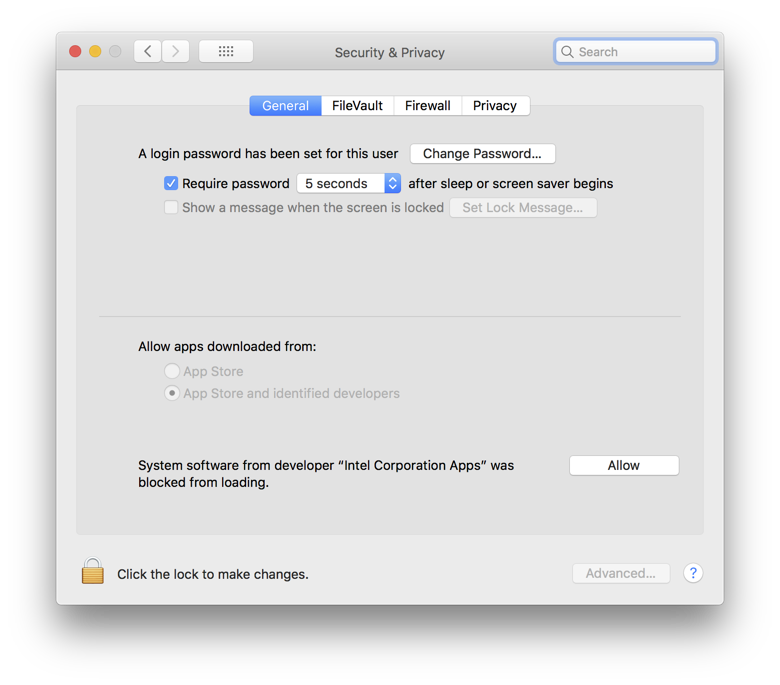 Security & Privacy
Search
General FileVault Firewall Privacy
A login password has been set for this user Change Password...
Require password 5 seconds after sleep or screen saver begins
Show a message when the screen is locked Set Lock Message...
Allow apps downloaded from:
App Store
App Store and identified developers
System software from developer “Intel Corporation Apps” was Allow
blocked from loading.
Click the lock to make changes. Advanced... ?